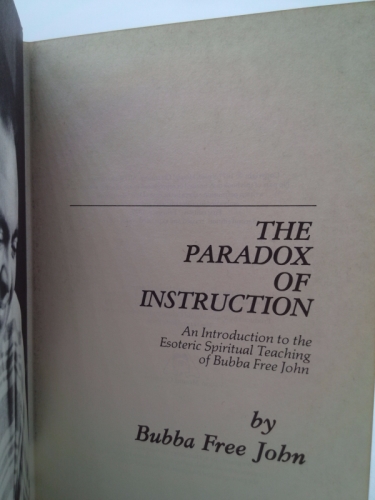 THE
PARADOX
OF
INSTRUCTION
An Introduction to the
Esoteric Spiritual Teaching
of Bubba Free John
by
Bubba Free John